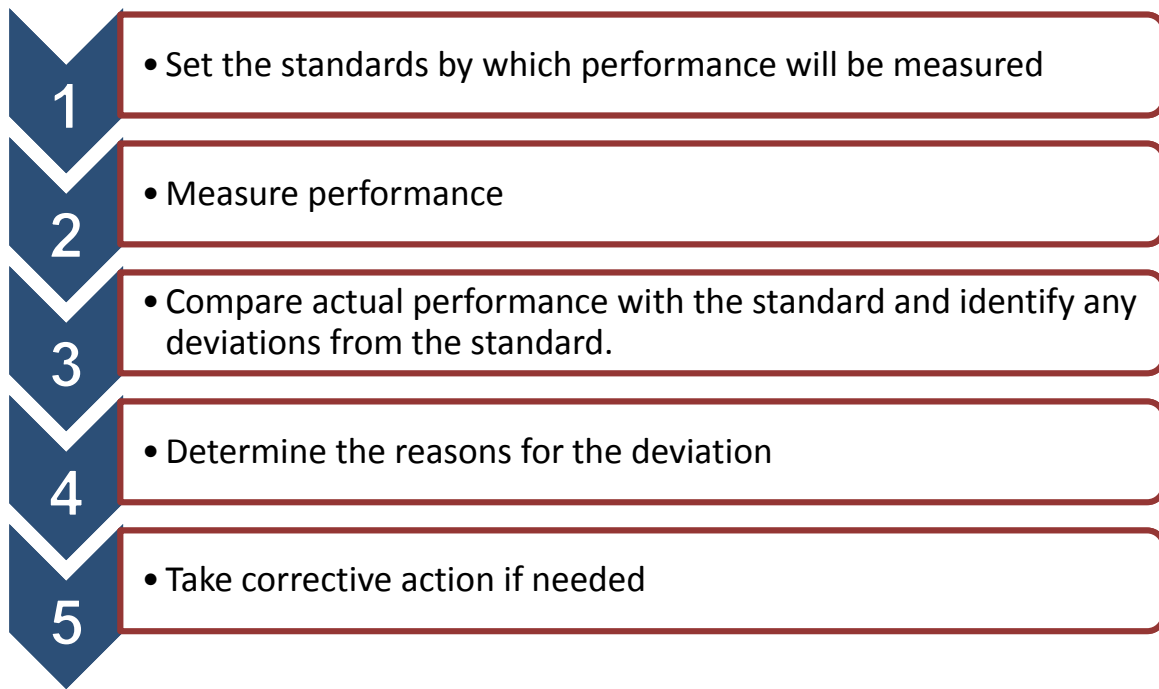 1
• Set the standards by which performance will be measured
2
• Measure performance
3
• Compare actual performance with the standard and identify any
deviations from the standard.
4
• Determine the reasons for the deviation
5
• Take corrective action if needed